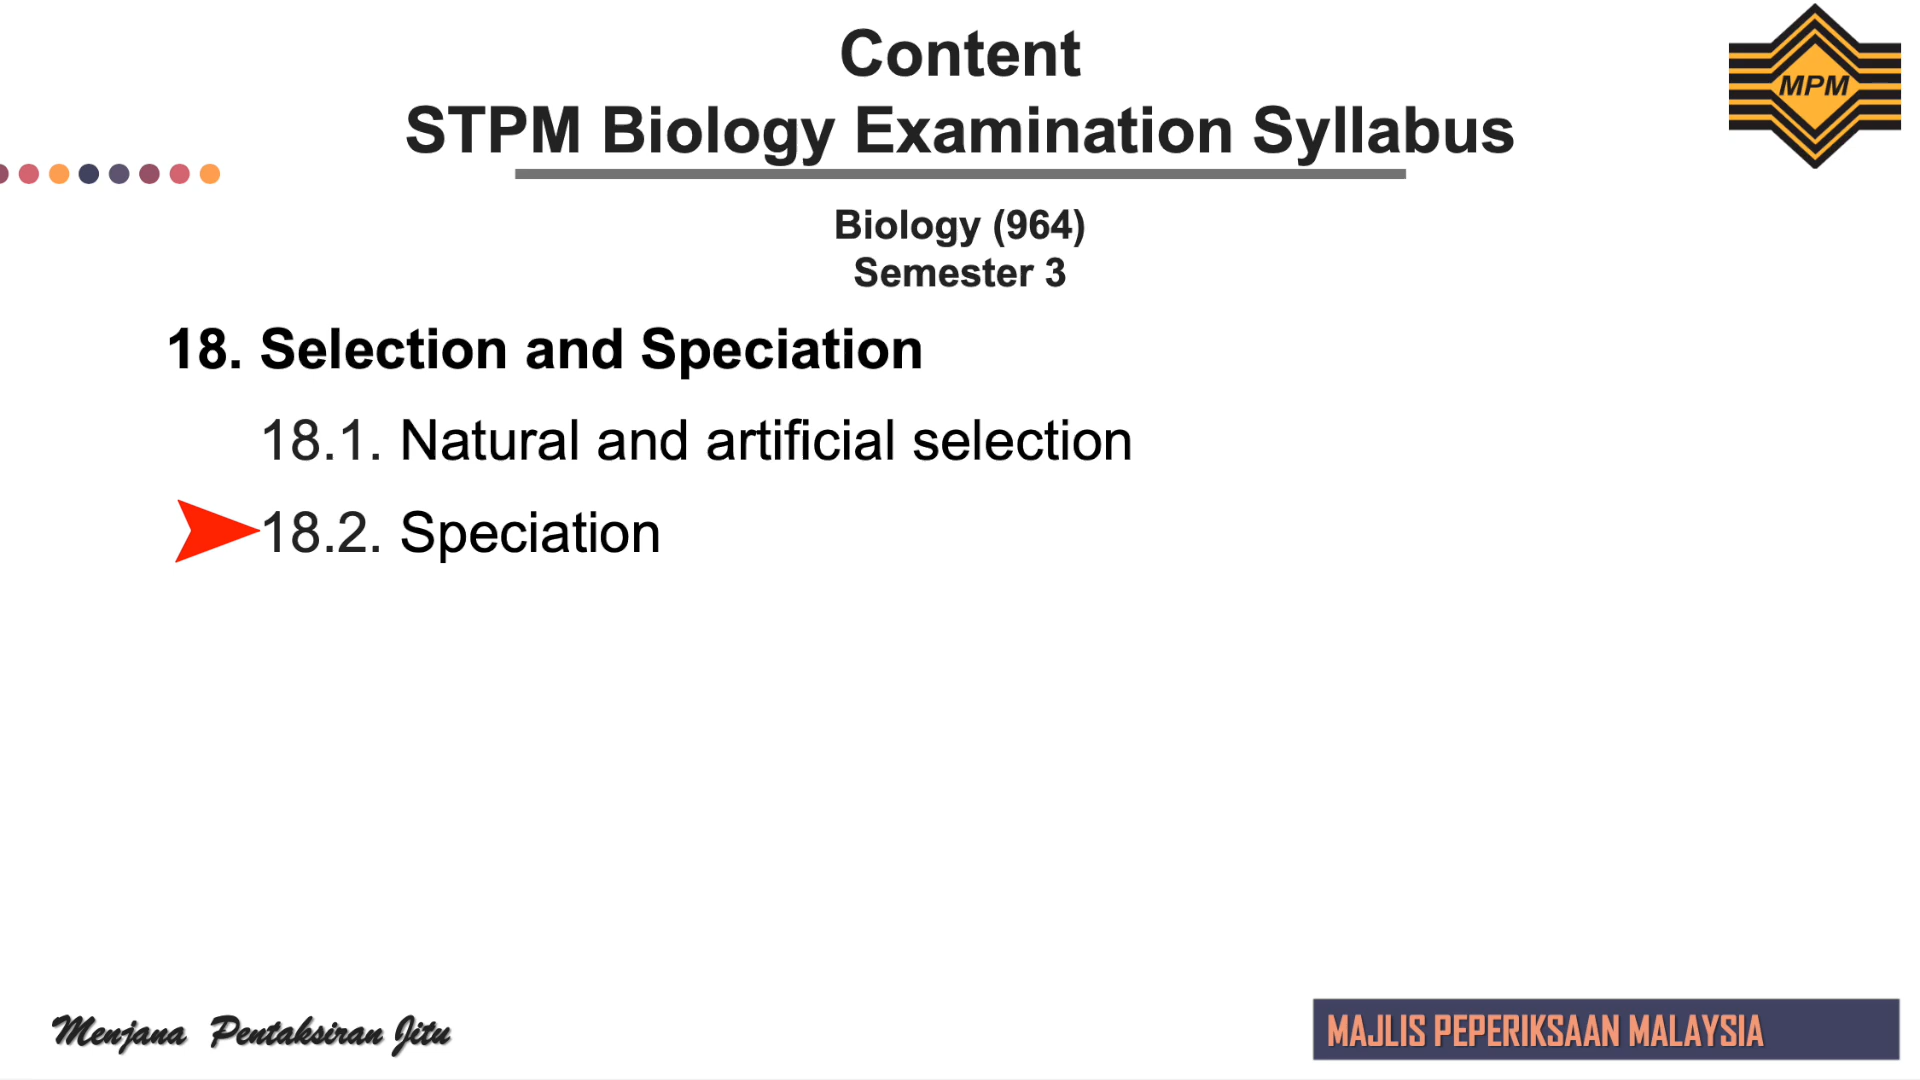 Content
STPM Biology Examination Syllabus
MPM
Biology (964)
Semester 3
18. Selection and Speciation
18.1. Natural and artificial selection
18.2. Speciation
Menjana Pentaksiran Jitu
MAJLIS PEPERIKSAAN MALAYSIA